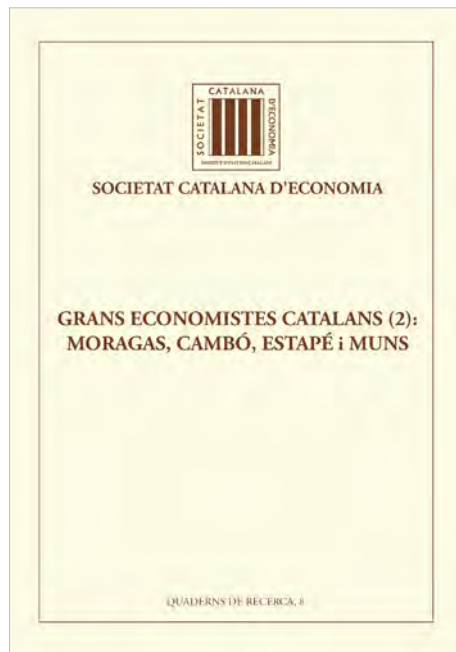 CATALANA
SOCIETAT
D'ECONOMIA
SOCIETAT CATALANA D'ECONOMIA
GRANS ECONOMISTES CATALANS (2):
MORAGAS, CAMBÓ, ESTAPÉ i MUNS
QUADERNS DE RECERCA, 8